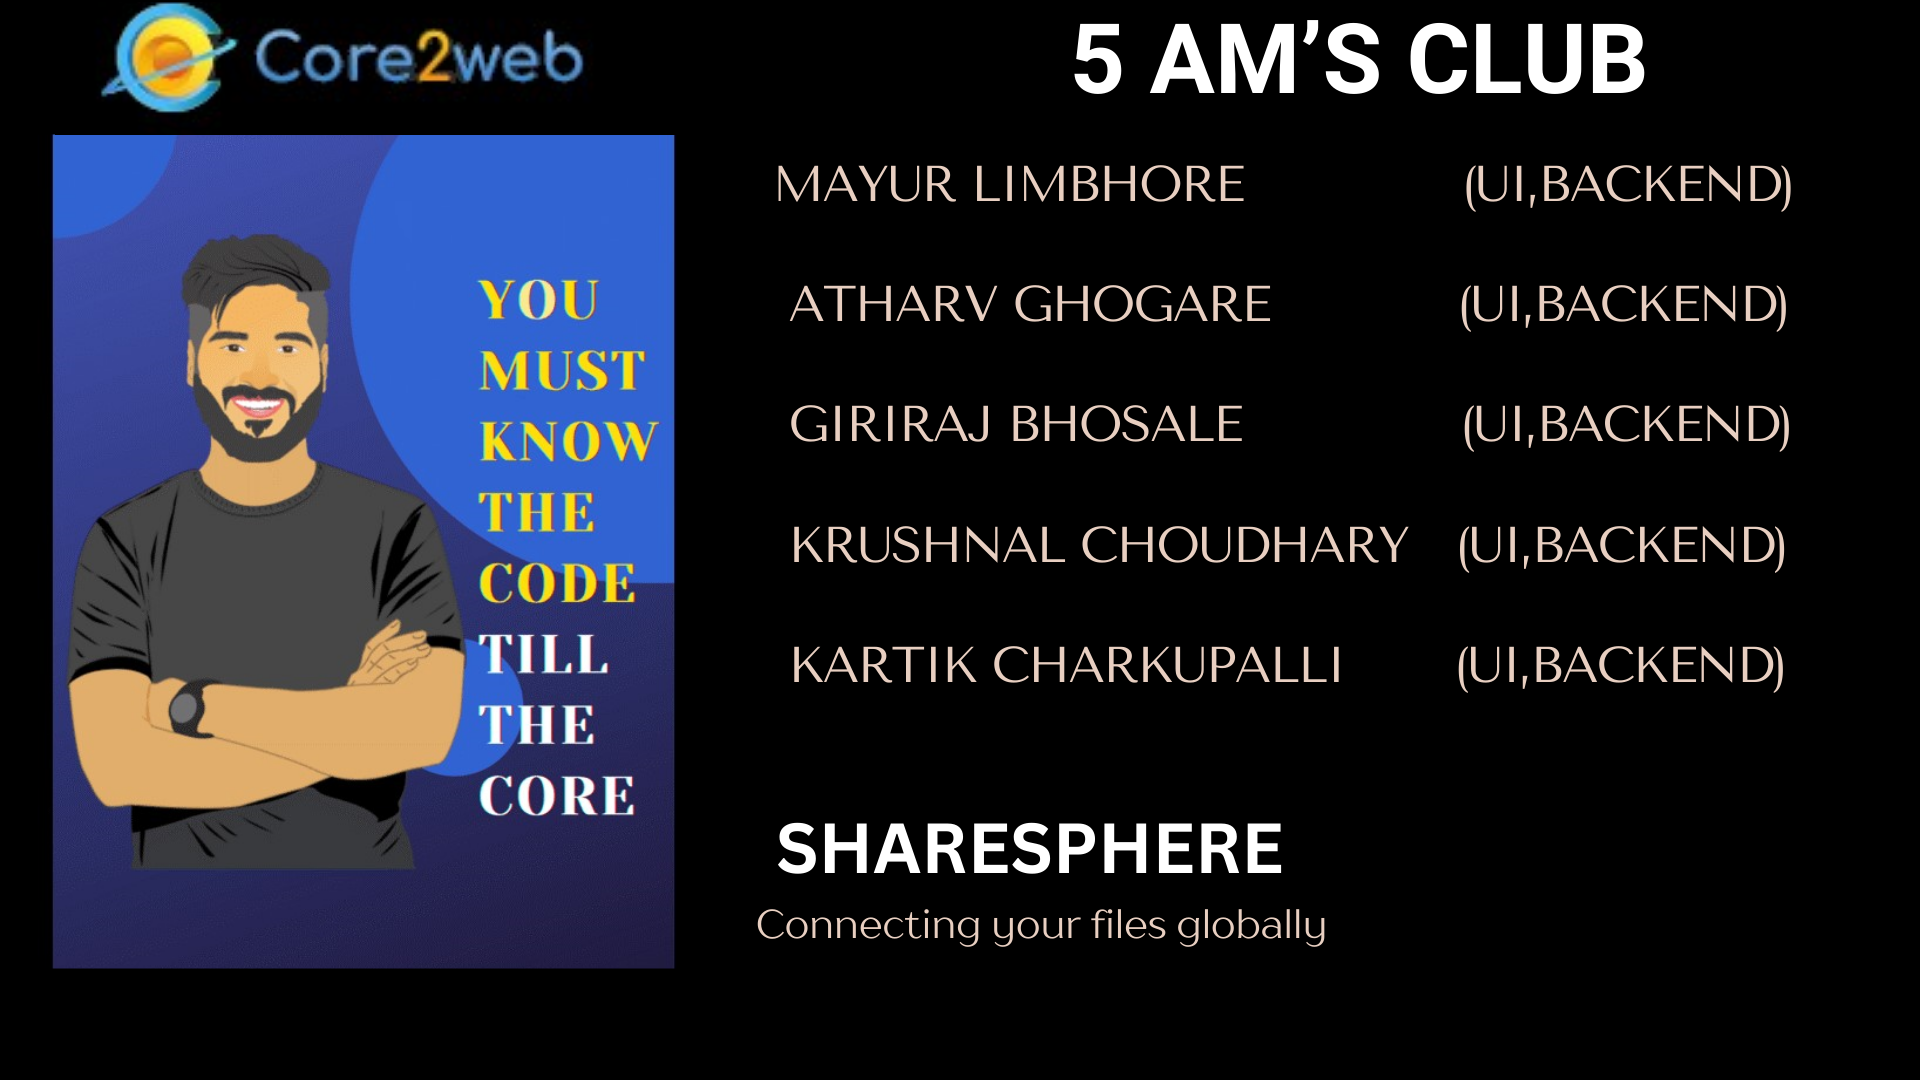 Core2web
YOU
MUST
KNOW
THE
CODE
TILL
THE
CORE
5 AM’S CLUB
MAYUR LIMBHORE (UI,BACKEND)
ATHARV GHOGARE (UI,BACKEND)
GIRIRAJ BHOSALE (UI,BACKEND)
KRUSHNAL CHOUDHARY (UI,BACKEND)
KARTIK CHARKUPALLI (UI,BACKEND)
SHARESPHERE
Connecting your files globally